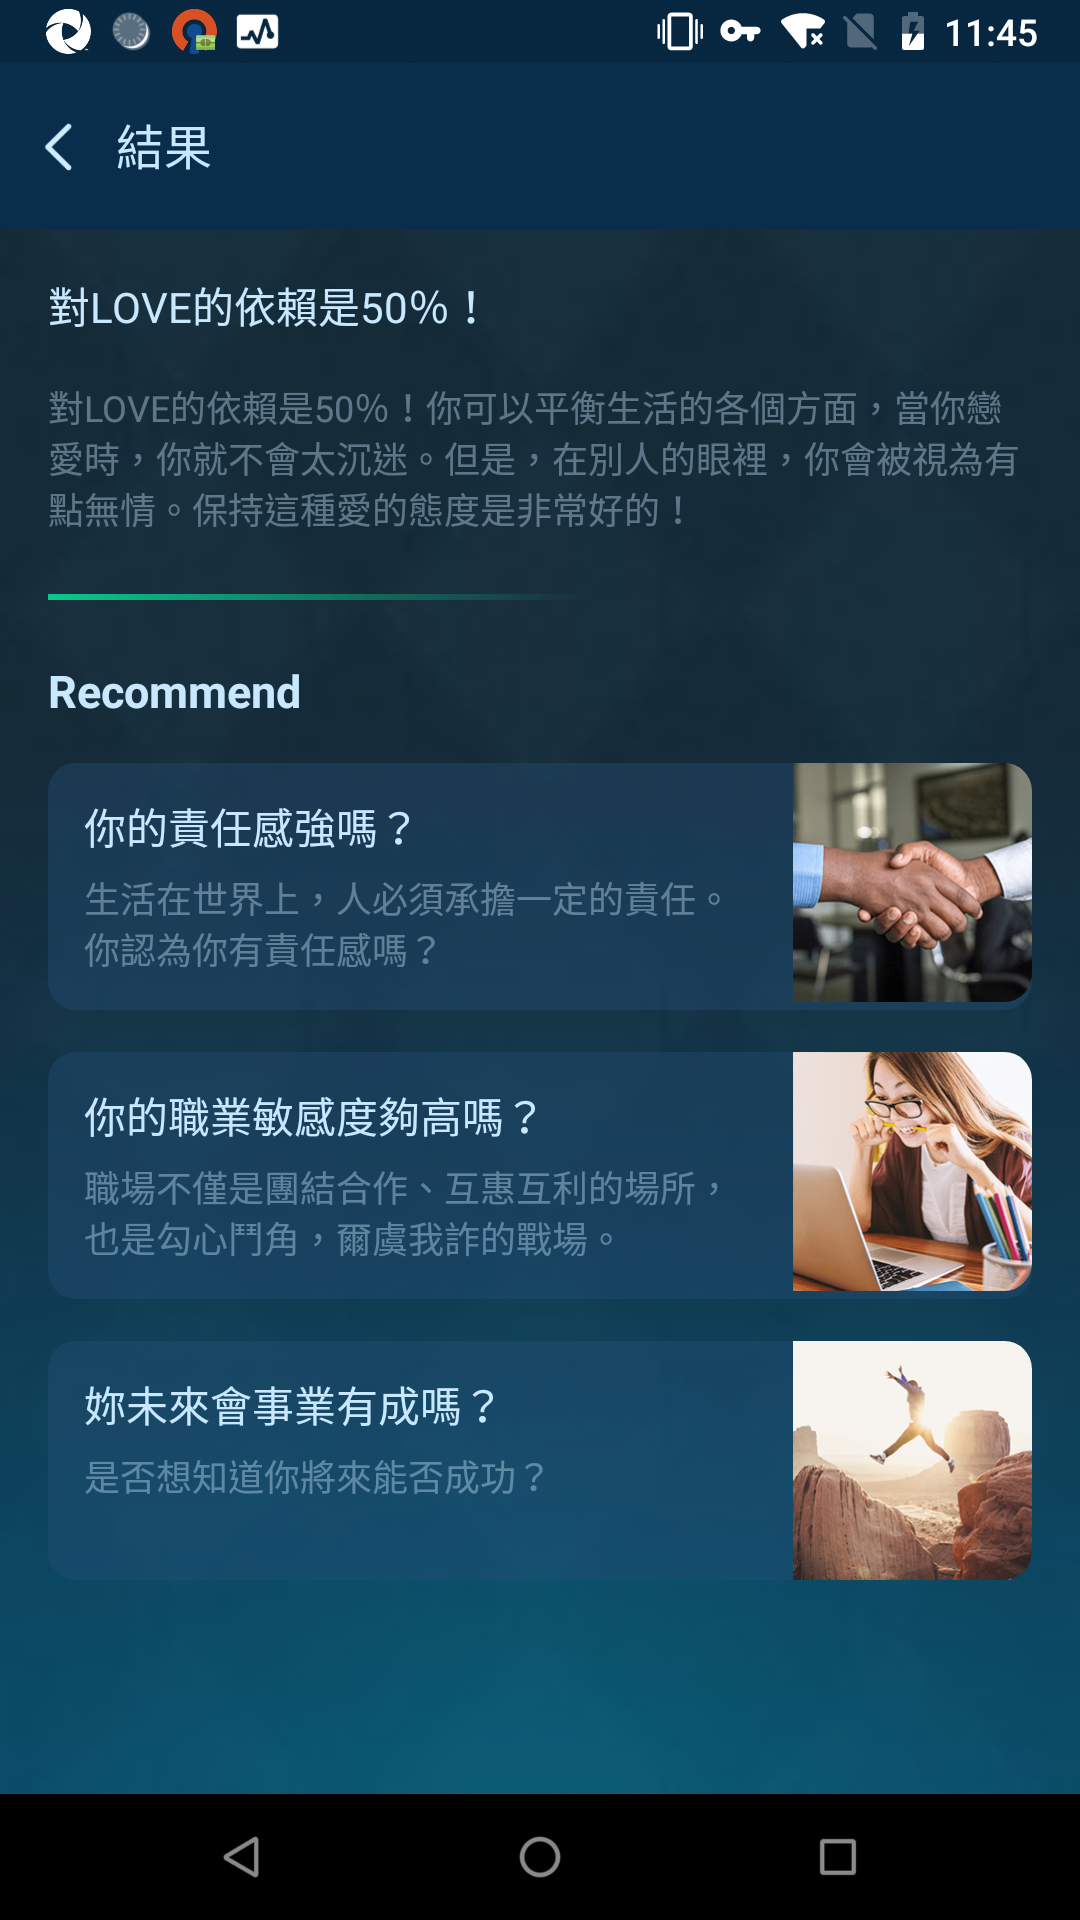 11:45
結果
對LOVE的依賴是50%！
對LOVE的依賴是50%！你可以平衡生活的各個方面，當你戀
愛時，你就不會太沉迷。但是，在別人的眼裡，你會被視為有
點無情。保持這種愛的態度是非常好的！
Recommend
你的責任感強嗎？
生活在世界上，人必須承擔一定的責任。
你認為你有責任感嗎？
你的職業敏感度夠高嗎？
職場不僅是團結合作、互惠互利的場所，
也是勾心鬥角，爾虞我詐的戰場。
妳未來會事業有成嗎？
是否想知道你將來能否成功？